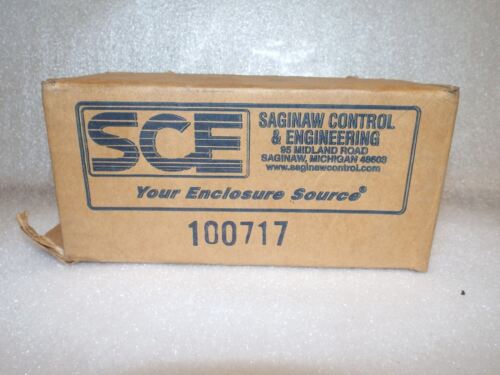 SCE
SAGINAW CONTROL
& ENGINEERING
95 MIDLAND ROAD
SAGINAW, MICHIGAN 48603
www.saginawcontrol.com
Your Enclosure Source®
100717